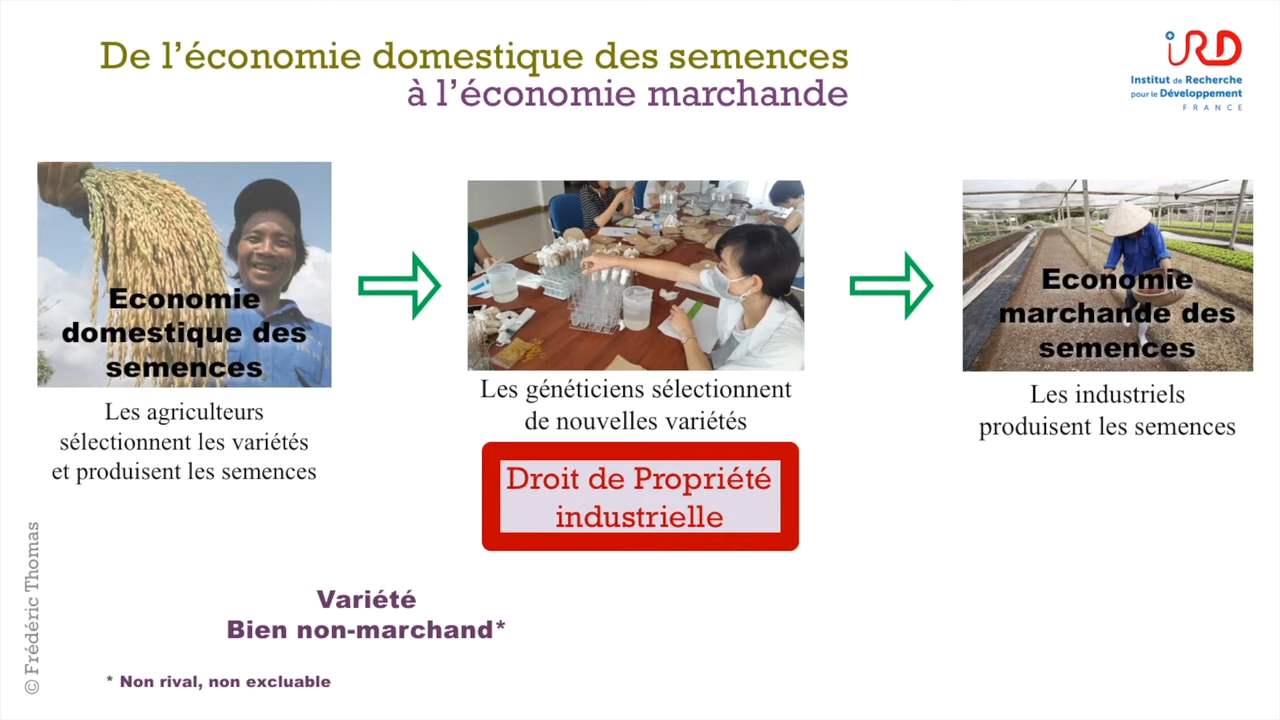 De l’économie domestique des semences
à l’économie marchande
iRD
Institut de Recherche
pour le Développement
FRANCE
Economie
domestique des
semences
Les agriculteurs
sélectionnent les variétés
et produisent les semences
Les généticiens sélectionnent
de nouvelles variétés
Droit de Propriété
industrielle
Economie
marchande des
semences
Les industriels
produisent les semences
Variété
Bien non-marchand*
* Non rival, non excluable
© Frédéric Thomas